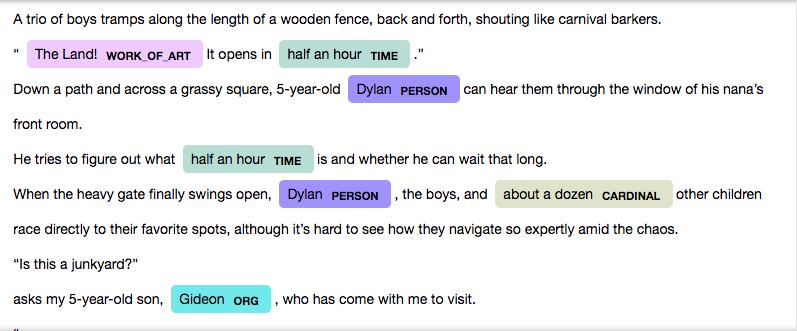 A trio of boys tramps along the length of a wooden fence, back and forth, shouting like carnival barkers.
“ The Land! WORK_OF_ART It opens in half an hour TIME .”
Down a path and across a grassy square, 5-year-old Dylan PERSON can hear them through the window of his nana’s
front room.
He tries to figure out what half an hour TIME is and whether he can wait that long.
When the heavy gate finally swings open, Dylan PERSON , the boys, and about a dozen CARDINAL other children
race directly to their favorite spots, although it’s hard to see how they navigate so expertly amid the chaos.
“Is this a junkyard?”
asks my 5-year-old son, Gideon ORG , who has come with me to visit.
“